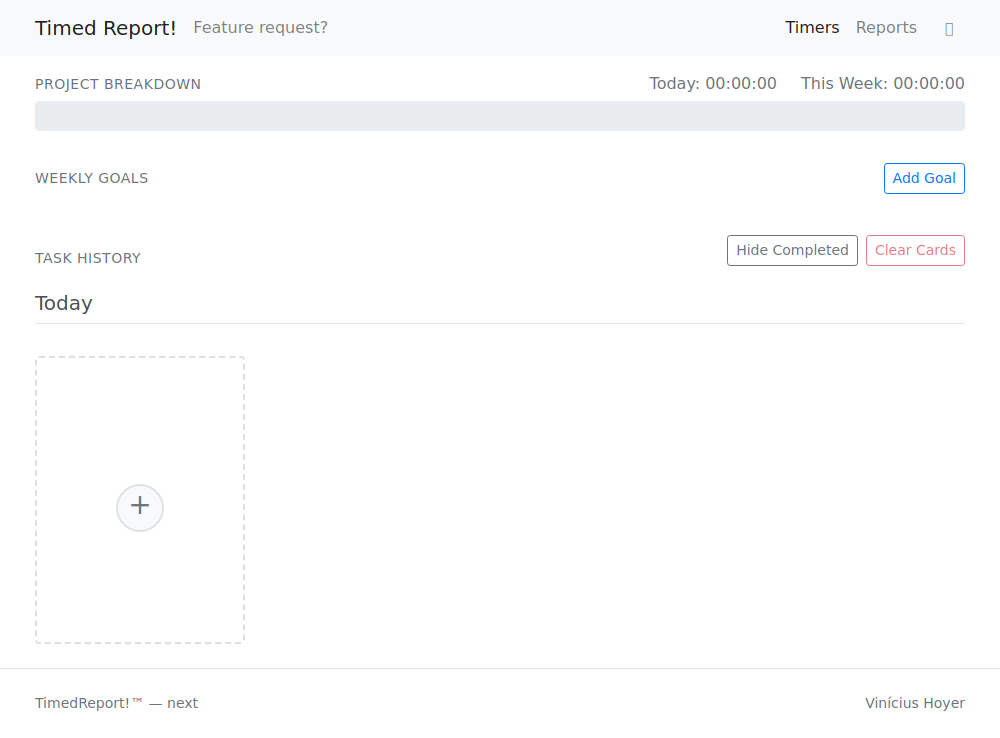 Timed Report! Feature request? Timers Reports
PROJECT BREAKDOWN Today: 00:00:00 This Week: 00:00:00
WEEKLY GOALS Add Goal
TASK HISTORY Hide Completed Clear Cards
Today
+
TimedReport!™ — next Vinícius Hoyer